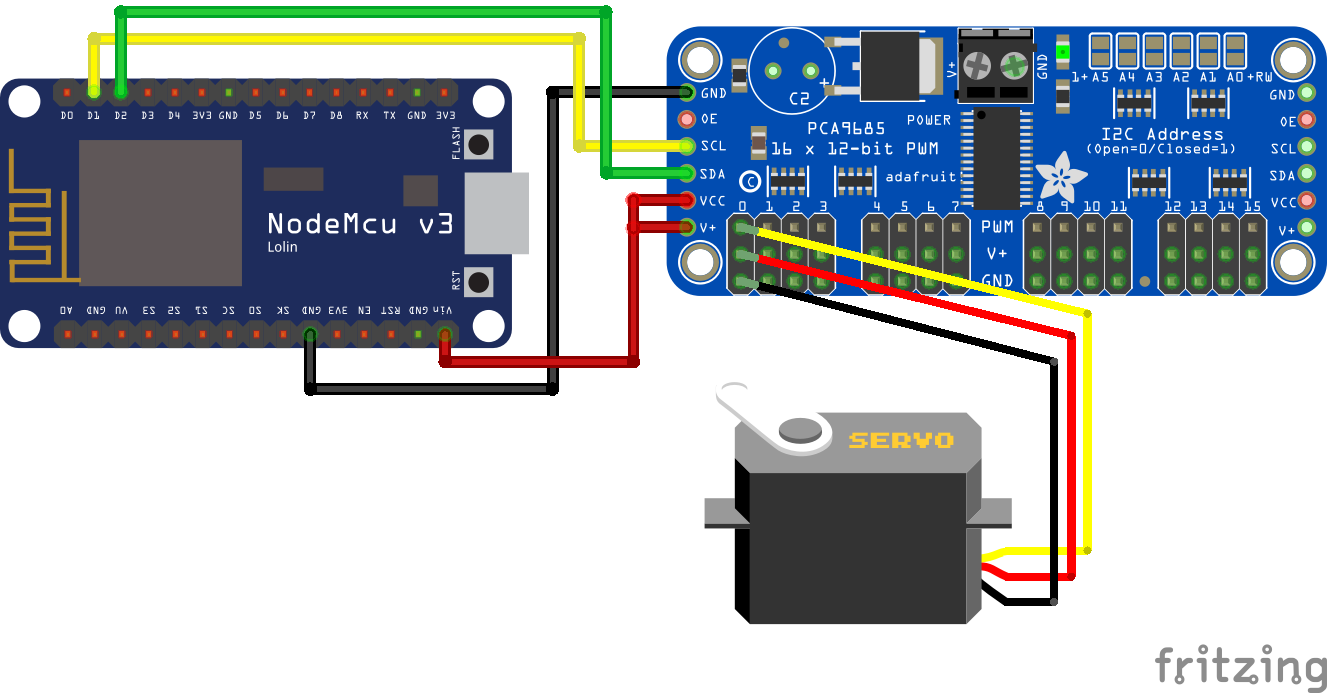 D0 D1 D2 D3 D4 3V3 GND D5 D6 D7 D8 RX TX GND 3V3
FLASH
NodeMcu v3
Lolin
RST
A0 GND VU S3 S2 S1 SC S0 SK GND 3V3 EN RST GND Vin
GND
OE
SCL
SDA
VCC
V+
C2
+
V+
GND
1+ A5 A4 A3 A2 A1 A0 +RW
POWER
PCA9685
16 x 12-bit PWM
adafruit!
C
I2C Address
(Open=0/Closed=1)
GND
OE
SCL
SDA
VCC
V+
0 1 2 3 4 5 6 7 8 9 10 11 12 13 14 15
PWM
V+
GND
SERVO
fritzing